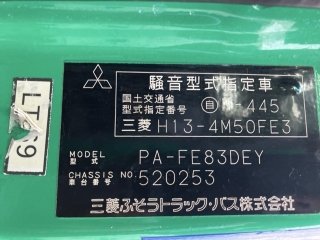 騒音型式指定車
国土交通省
型式指定番号 自 -445
三菱 H13-4M50FE3
MODEL
型式 PA-FE83DEY
CHASSIS NO.
車台番号 520253
三菱ふそうトラック・バス株式会社
LT 9